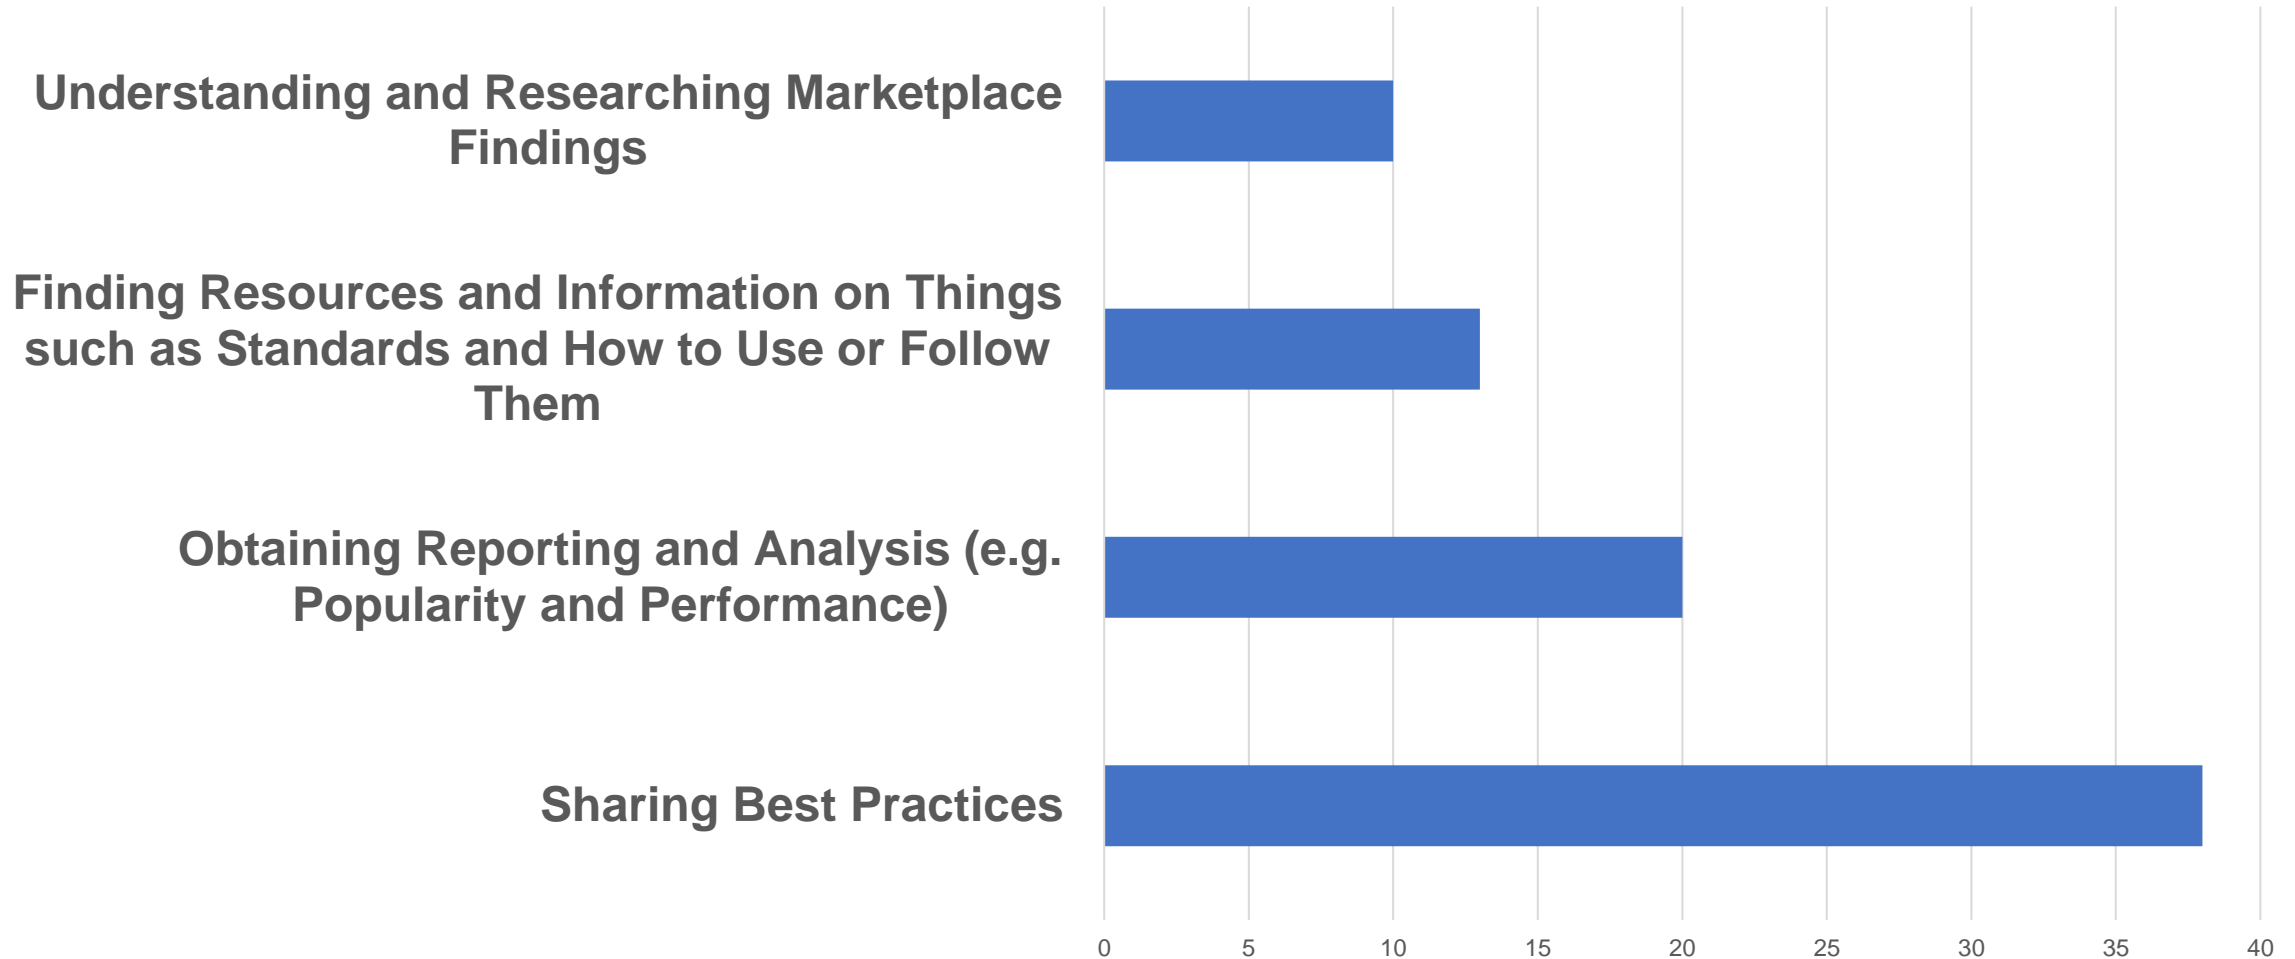 Understanding and Researching Marketplace
Findings
Finding Resources and Information on Things
such as Standards and How to Use or Follow
Them
Obtaining Reporting and Analysis (e.g.
Popularity and Performance)
Sharing Best Practices
0 5 10 15 20 25 30 35 40